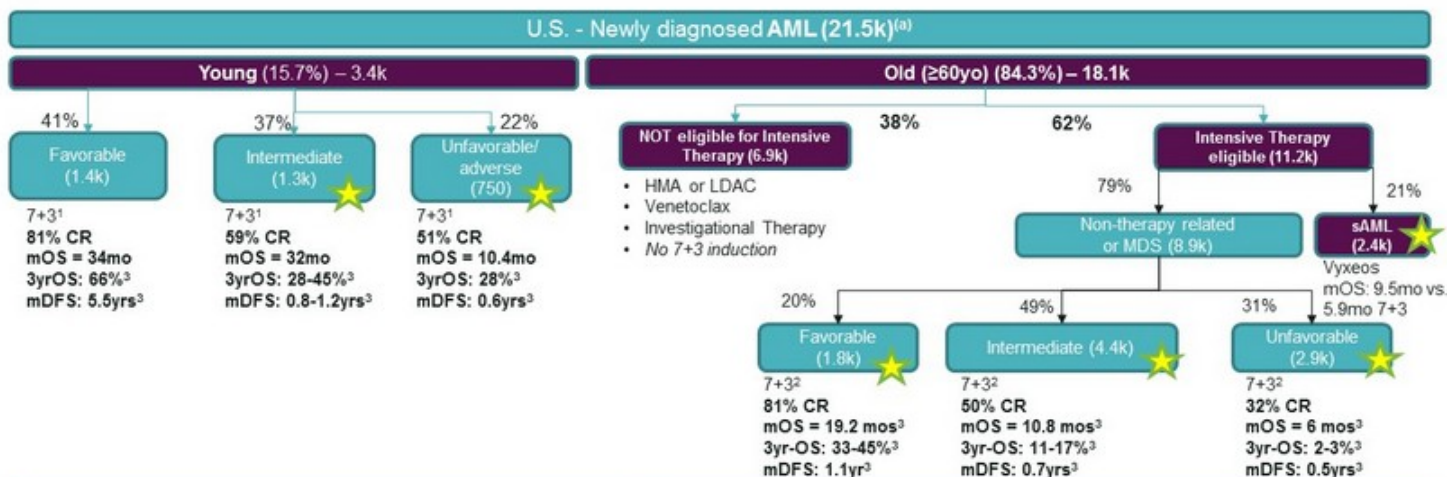 U.S. - Newly diagnosed AML (21.5k)(a)
Young (15.7%) – 3.4k
41%
37%
22%
Favorable
(1.4k)
Intermediate
(1.3k)
Unfavorable/
adverse
(750)
7+3¹
81% CR
mOS = 34mo
3yrOS: 66%³
mDFS: 5.5yrs³
7+3¹
59% CR
mOS = 32mo
3yrOS: 28-45%³
mDFS: 0.8-1.2yrs³
7+3¹
51% CR
mOS = 10.4mo
3yrOS: 28%³
mDFS: 0.6yrs³
Old (≥60yo) (84.3%) – 18.1k
38%
62%
NOT eligible for Intensive
Therapy (6.9k)
• HMA or LDAC
• Venetoclax
• Investigational Therapy
• No 7+3 induction
Intensive Therapy
eligible (11.2k)
79%
21%
Non-therapy related
or MDS (8.9k)
sAML
(2.4k)
Vyxeos
mOS: 9.5mo vs.
5.9mo 7+3
20%
49%
31%
Favorable
(1.8k)
Intermediate (4.4k)
Unfavorable
(2.9k)
7+3²
81% CR
mOS = 19.2 mos³
3yr-OS: 33-45%³
mDFS: 1.1yr³
7+3²
50% CR
mOS = 10.8 mos³
3yr-OS: 11-17%³
mDFS: 0.7yrs³
7+3²
32% CR
mOS = 6 mos³
3yr-OS: 2-3%³
mDFS: 0.5yrs³